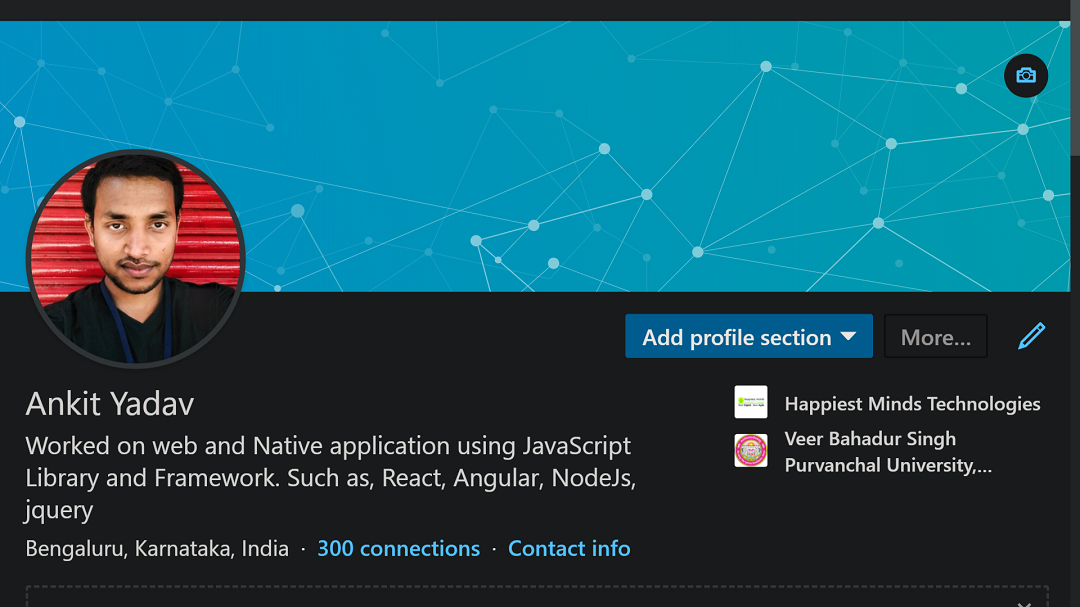 Add profile section
More...
Ankit Yadav
Worked on web and Native application using JavaScript
Library and Framework. Such as, React, Angular, NodeJs,
jquery
Bengaluru, Karnataka, India · 300 connections · Contact info
Happiest Minds Technologies
Veer Bahadur Singh
Purvanchal University,...